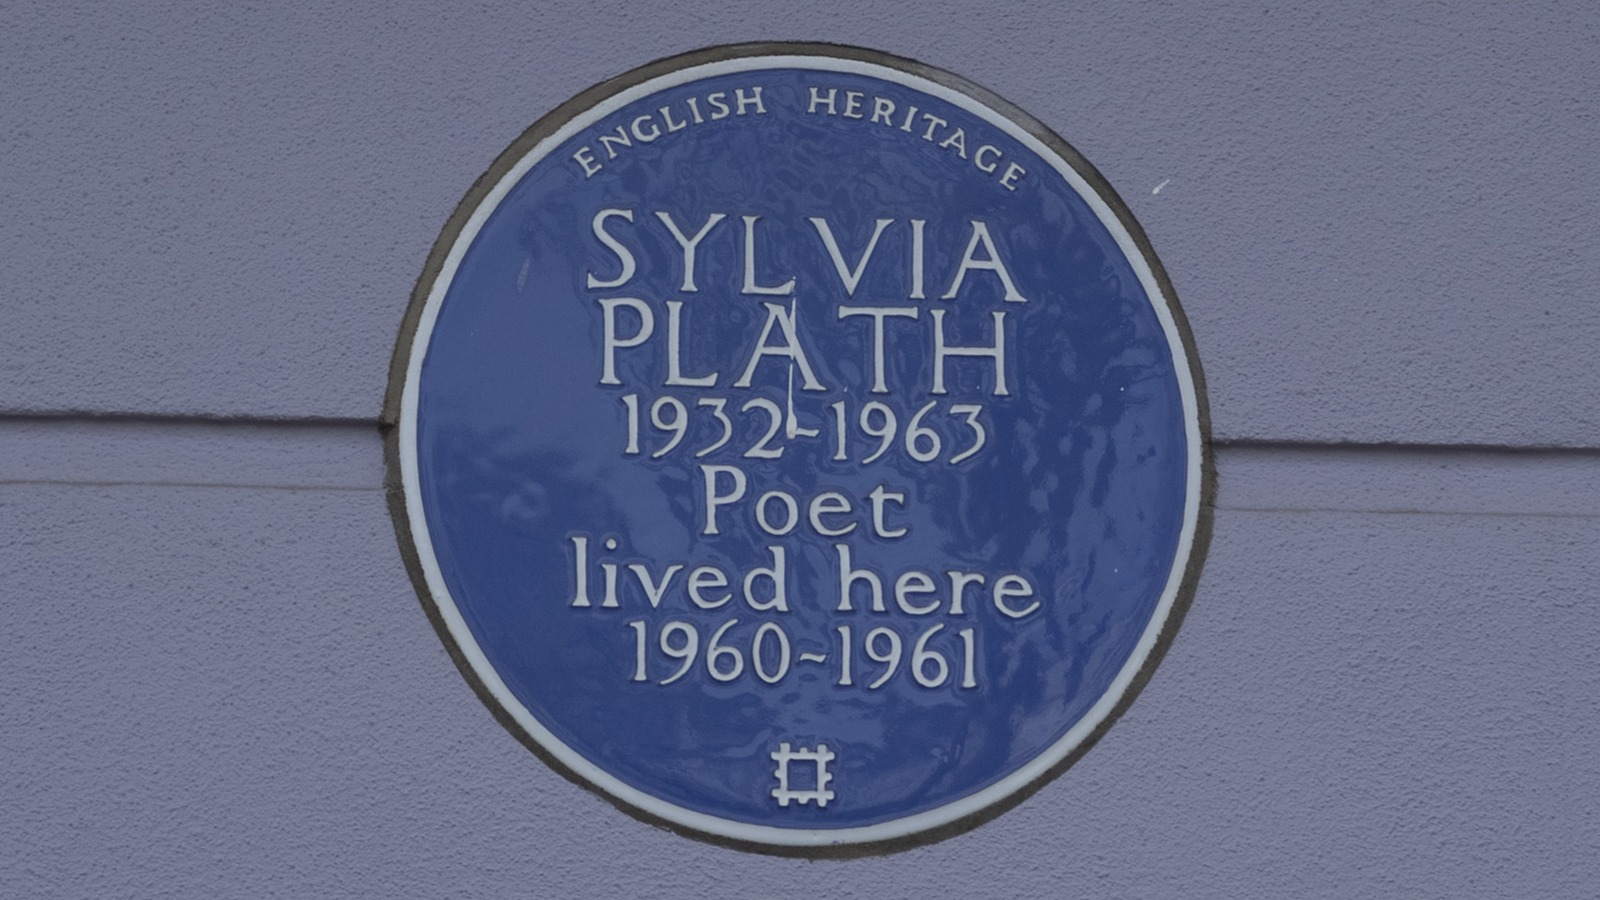 ENGLISH HERITAGE
SYLVIA
PLATH
1932-1963
Poet
lived here
1960-1961